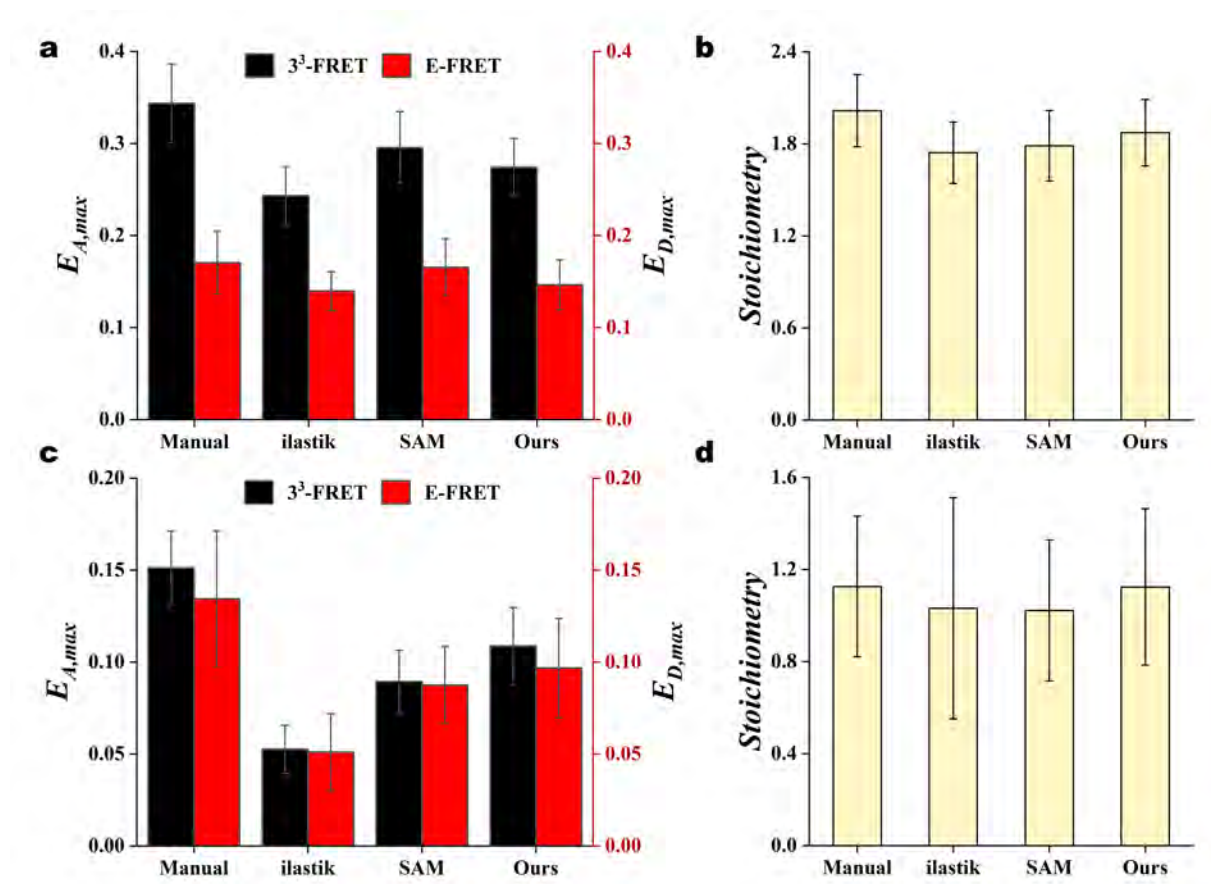 a
0.4
0.3
0.2
0.1
0.0
E_A,max
3³-FRET
E-FRET
0.4
0.3
0.2
0.1
0.0
E_D,max
Manual
ilastik
SAM
Ours
b
2.4
1.8
1.2
0.6
0.0
Stoichiometry
Manual
ilastik
SAM
Ours
c
0.20
0.15
0.10
0.05
0.00
E_A,max
3³-FRET
E-FRET
0.20
0.15
0.10
0.05
0.00
E_D,max
Manual
ilastik
SAM
Ours
d
1.6
1.2
0.8
0.4
0.0
Stoichiometry
Manual
ilastik
SAM
Ours